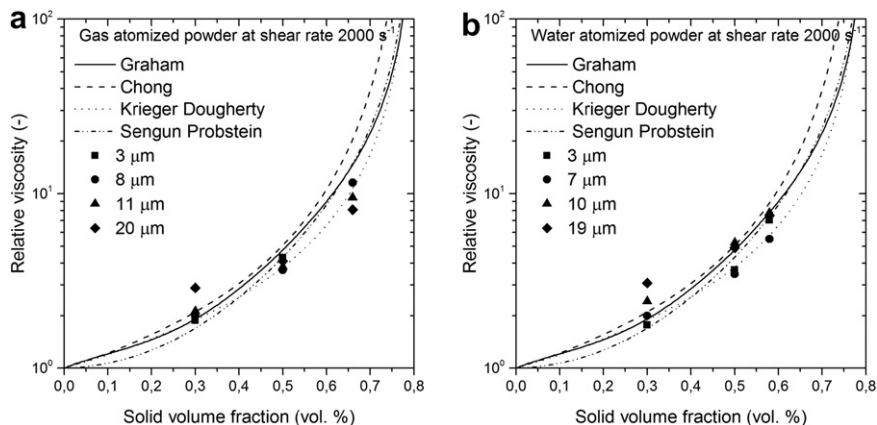 a
Gas atomized powder at shear rate 2000 s⁻¹
Graham
Chong
Krieger Dougherty
Sengun Probstein
3 µm
8 µm
11 µm
20 µm
Relative viscosity (-)
10²
10¹
10⁰
0,0 0,1 0,2 0,3 0,4 0,5 0,6 0,7 0,8
Solid volume fraction (vol. %)
b
Water atomized powder at shear rate 2000 s⁻¹
Graham
Chong
Krieger Dougherty
Sengun Probstein
3 µm
7 µm
10 µm
19 µm
Relative viscosity (-)
10²
10¹
10⁰
0,0 0,1 0,2 0,3 0,4 0,5 0,6 0,7 0,8
Solid volume fraction (vol. %)